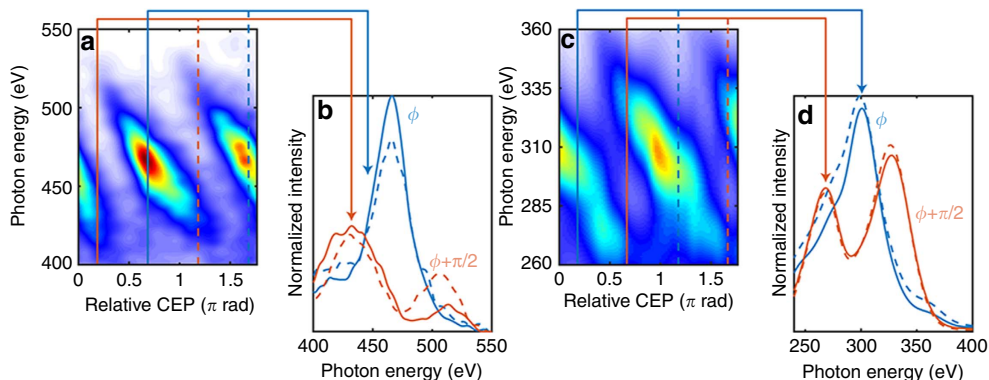 a
Photon energy (eV)
550
500
450
400
0
0.5
1
1.5
Relative CEP (π rad)
b
Normalized intensity
ϕ
ϕ+π/2
400
450
500
550
Photon energy (eV)
c
Photon energy (eV)
360
335
310
285
260
0
0.5
1
1.5
Relative CEP (π rad)
d
Normalized intensity
ϕ
ϕ+π/2
250
300
350
400
Photon energy (eV)